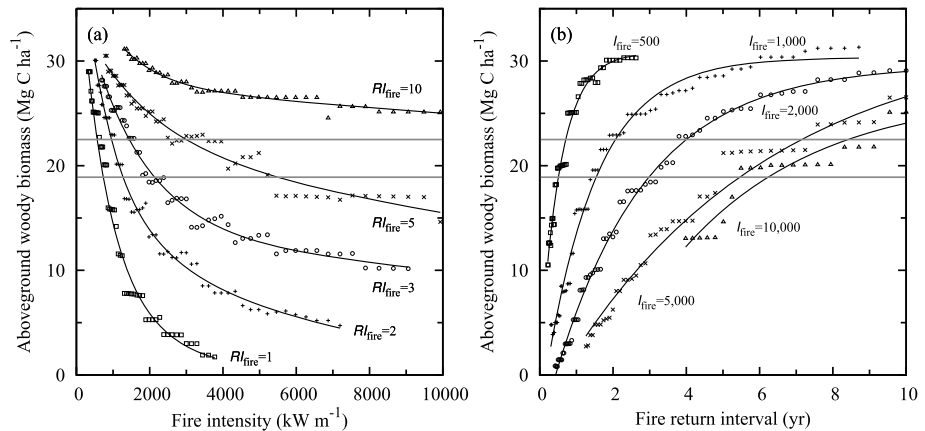 (a)
RIfire=10
RIfire=5
RIfire=3
RIfire=2
RIfire=1
Aboveground woody biomass (Mg C ha-1)
30
20
10
0
0 2000 4000 6000 8000 10000
Fire intensity (kW m-1)
(b)
Ifire=500
Ifire=1,000
Ifire=2,000
Ifire=10,000
Ifire=5,000
Aboveground woody biomass (Mg C ha-1)
30
20
10
0
0 2 4 6 8 10
Fire return interval (yr)